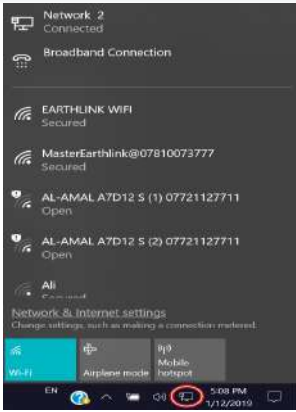 Network 2
Connected
Broadband Connection
EARTHLINK WIFI
Secured
MasterEarthlink@07810073777
Secured
AL-AMAL A7D12 S (1) 07721127711
Open
AL-AMAL A7D12 S (2) 07721127711
Open
Ali
Secured
Network & Internet settings
Change settings, such as making a connection metered.
Wi-Fi
Airplane mode
Mobile hotspot
EN
5:08 PM
1/12/2019